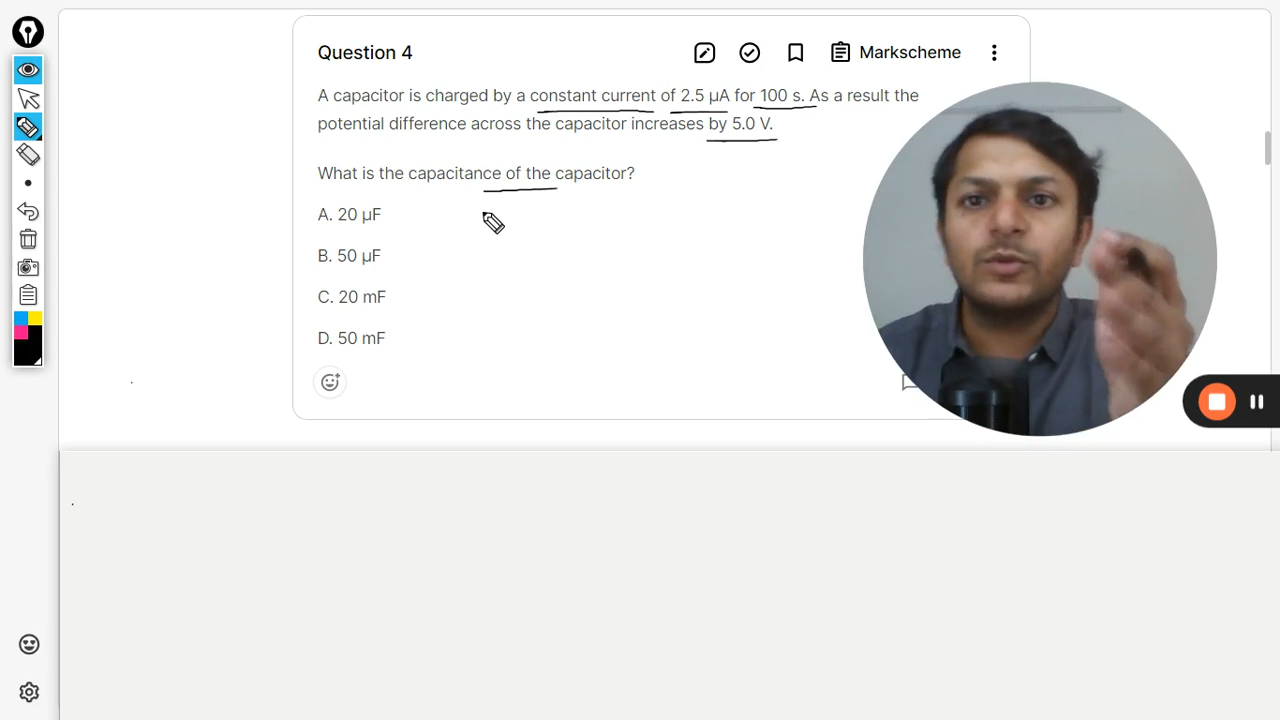 Question 4
Markscheme
A capacitor is charged by a constant current of 2.5 µA for 100 s. As a result the
potential difference across the capacitor increases by 5.0 V.
What is the capacitance of the capacitor?
A. 20 µF
B. 50 µF
C. 20 mF
D. 50 mF